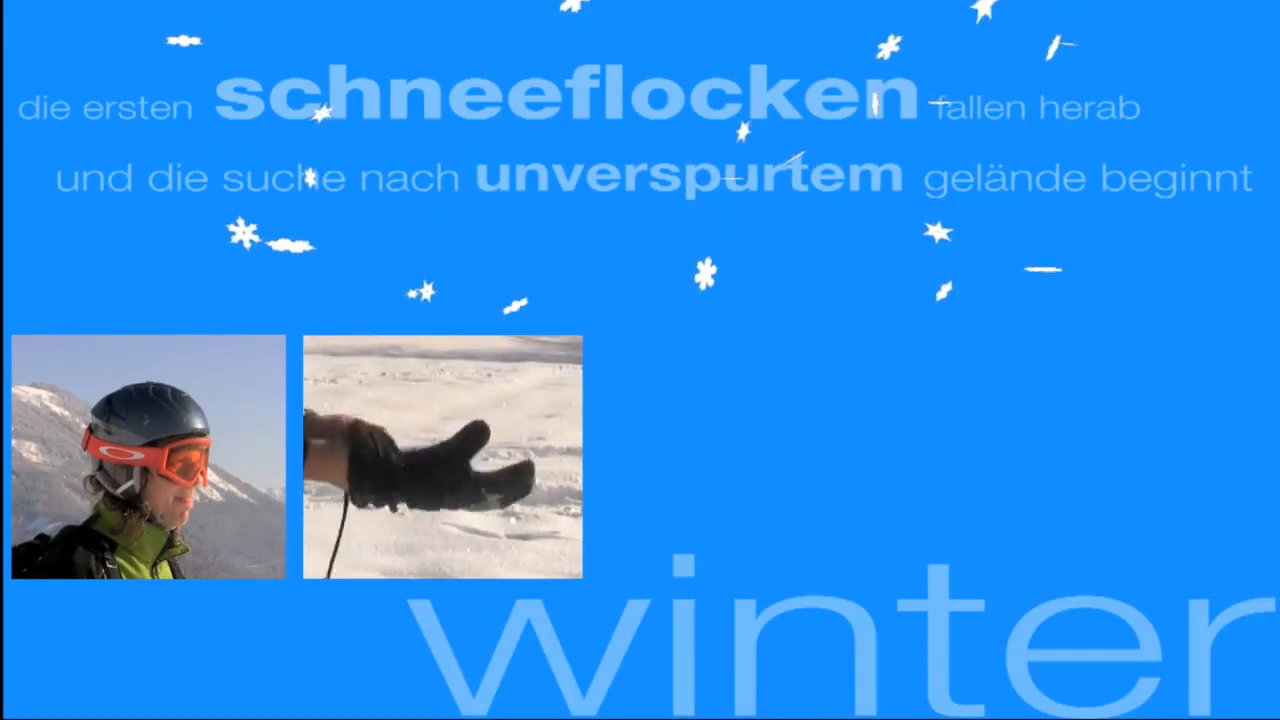 die ersten schneeflocken fallen herab
und die suche nach unverspurtem gelände beginnt
winter